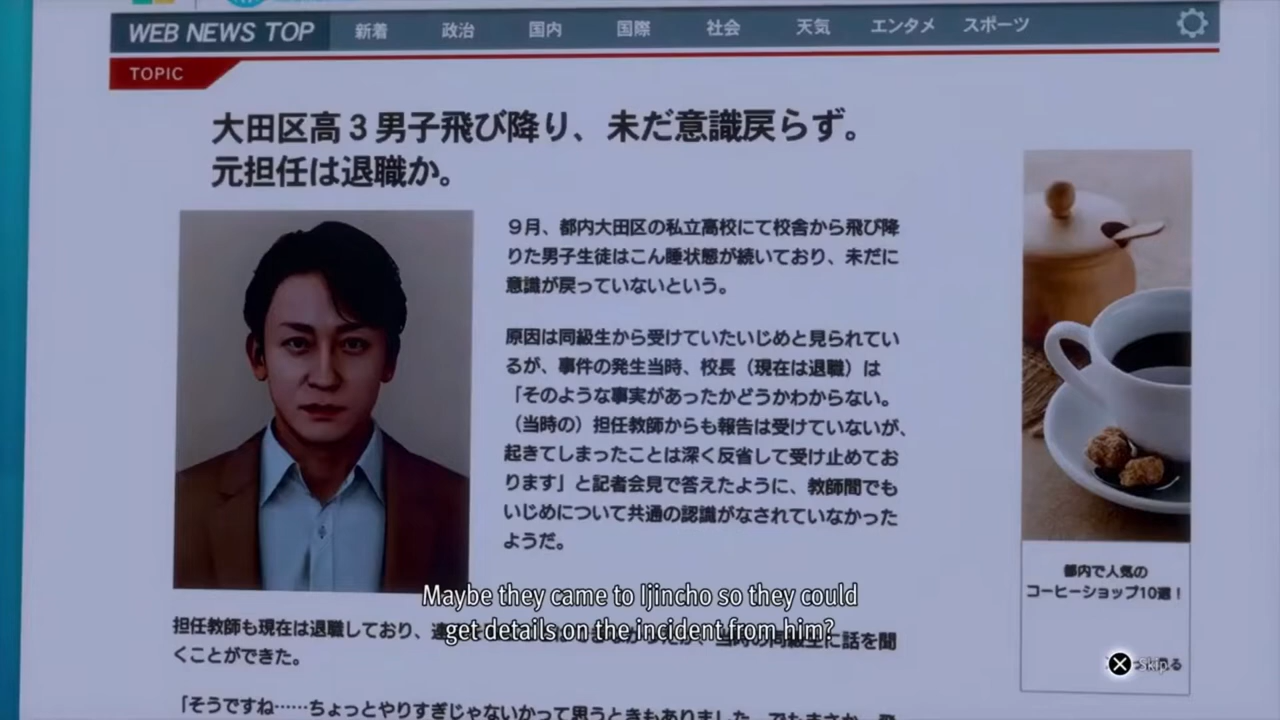 WEB NEWS TOP
新着
政治
国内
国際
社会
天気
エンタメ
スポーツ
TOPIC
大田区高３男子飛び降り、未だ意識戻らず。
元担任は退職か。
９月、都内大田区の私立高校にて校舎から飛び降
りた男子生徒はこん睡状態が続いており、未だに
意識が戻っていないという。
原因は同級生から受けていたいじめと見られてい
るが、事件の発生当時、校長（現在は退職）は
「そのような事実があったかどうかわからない。
（当時の）担任教師からも報告は受けていないが、
起きてしまったことは深く反省して受け止めてお
ります」と記者会見で答えたように、教師間でも
いじめについて共通の認識がなされていなかった
ようだ。
担任教師も現在は退職しており、
当時の同級生に話を聞
くことができた。
「そうですね……ちょっとやりすぎじゃないかって思うときもありました。でもまさか、飛
都内で人気の
コーヒーショップ10選！
Maybe they came to Ijincho so they could
get details on the incident from him?
Skip